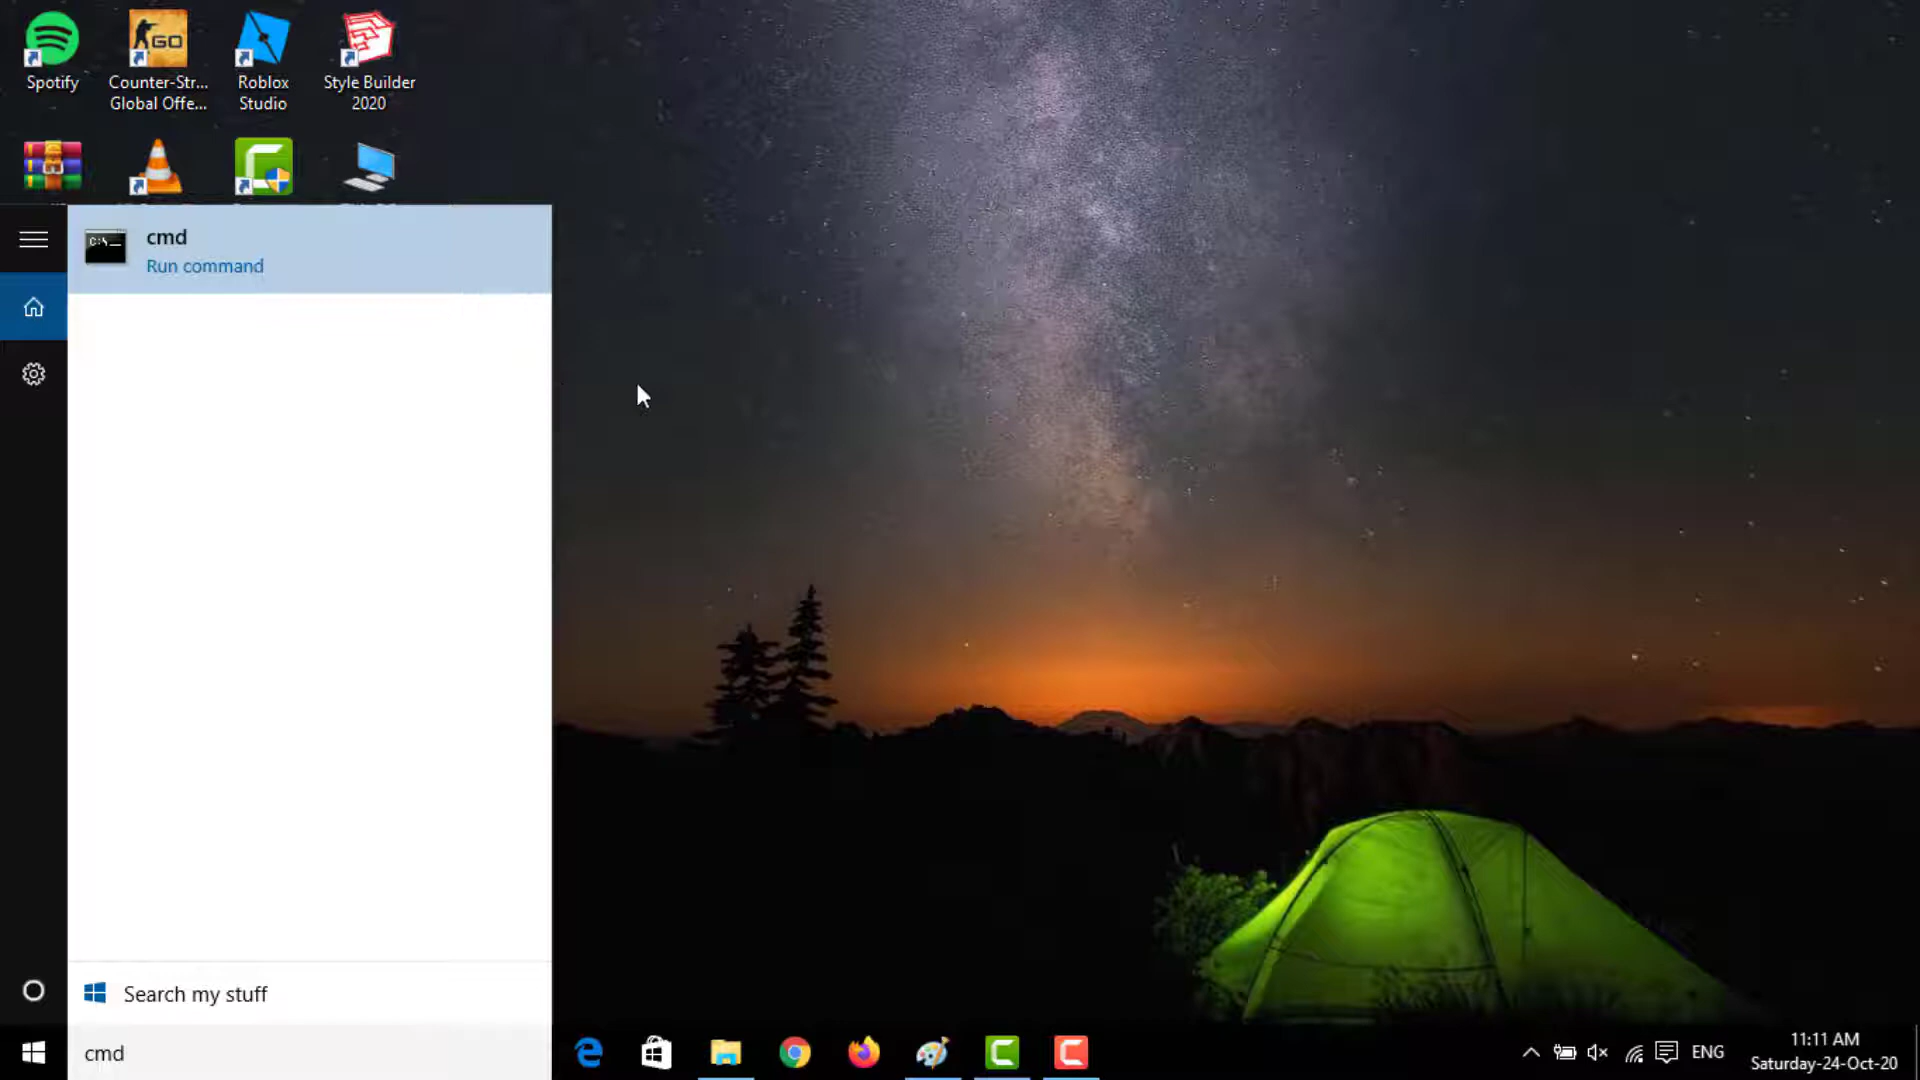 Spotify
Counter-Str...
Global Offe...
Roblox
Studio
Style Builder
2020
GO
cmd
Run command
Search my stuff
cmd
ENG
11:11 AM
Saturday-24-Oct-20